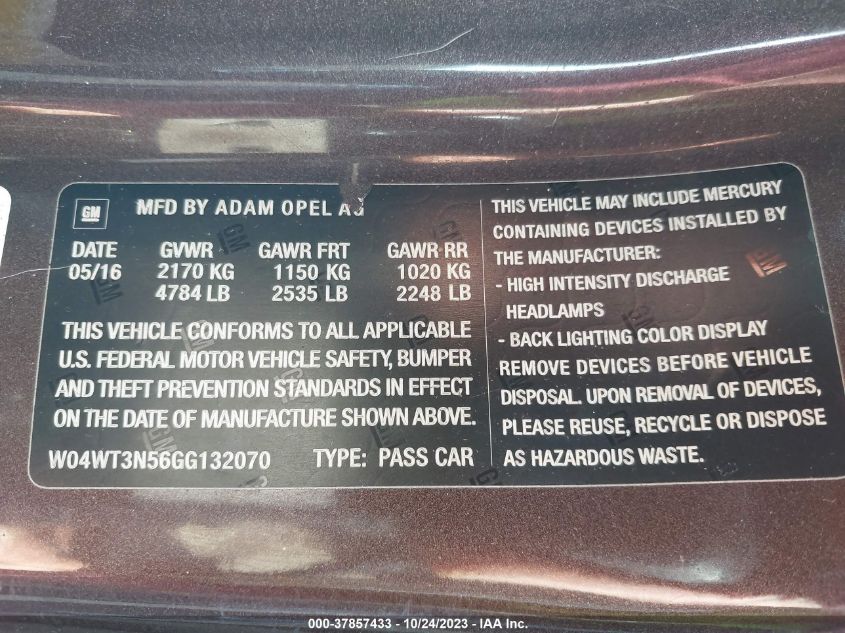 GM MFD BY ADAM OPEL AG
DATE GVWR GAWR FRT GAWR RR
05/16 2170 KG 1150 KG 1020 KG
4784 LB 2535 LB 2248 LB
THIS VEHICLE CONFORMS TO ALL APPLICABLE
U.S. FEDERAL MOTOR VEHICLE SAFETY, BUMPER
AND THEFT PREVENTION STANDARDS IN EFFECT
ON THE DATE OF MANUFACTURE SHOWN ABOVE.
W04WT3N56GG132070 TYPE: PASS CAR
THIS VEHICLE MAY INCLUDE MERCURY
CONTAINING DEVICES INSTALLED BY
THE MANUFACTURER:
- HIGH INTENSITY DISCHARGE
HEADLAMPS
- BACK LIGHTING COLOR DISPLAY
REMOVE DEVICES BEFORE VEHICLE
DISPOSAL. UPON REMOVAL OF DEVICES,
PLEASE REUSE, RECYCLE OR DISPOSE
AS HAZARDOUS WASTE.
000-37857433 - 10/24/2023 - IAA Inc.